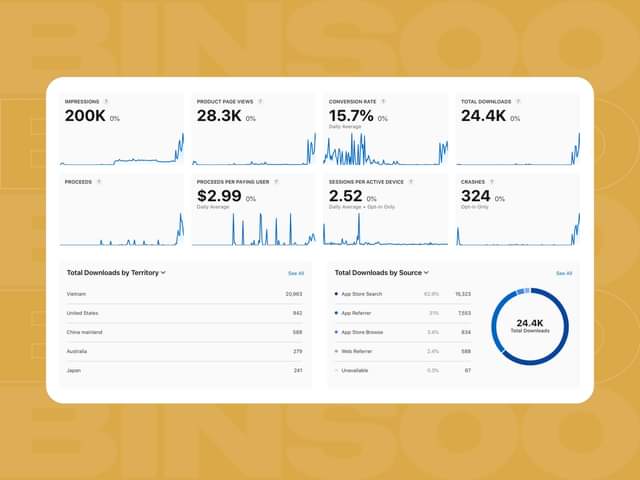 BINSOO
IMPRESSIONS ?
200K 0%
PRODUCT PAGE VIEWS ?
28.3K 0%
CONVERSION RATE ?
15.7% 0%
Daily Average
TOTAL DOWNLOADS ?
24.4K 0%
PROCEEDS ?
PROCEEDS PER PAYING USER ?
$2.99 0%
Daily Average
SESSIONS PER ACTIVE DEVICE ?
2.52 0%
Daily Average • Opt-In Only
CRASHES ?
324 0%
Opt-In Only
Total Downloads by Territory
See All
Vietnam 20,963
United States 942
China mainland 588
Australia 279
Japan 241
Total Downloads by Source
See All
App Store Search 62.8% 15,323
App Referrer 31% 7,553
App Store Browse 3.4% 834
Web Referrer 2.4% 588
Unavailable 0.3% 67
24.4K
Total Downloads
BINSOO